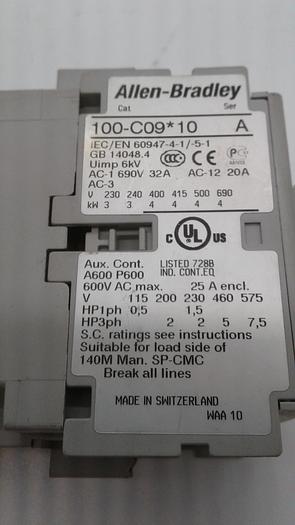 Allen-Bradley
Cat Ser
100-C09*10 A
IEC/EN 60947-4-1/-5-1
GB 14048.4
Uimp 6kV
AC-1 690V 32A AC-12 20A
AC-3
V 230 240 400 415 500 690
kW 3 3 4 4 4 4
C UL US
Aux. Cont. LISTED 728B
A600 P600 IND. CONT.EQ
600V AC max. 25 A encl.
V 115 200 230 460 575
HP1ph 0,5 1,5
HP3ph 2 2 5 7,5
S.C. ratings see instructions
Suitable for load side of
140M Man. SP-CMC
Break all lines
MADE IN SWITZERLAND
WAA 10